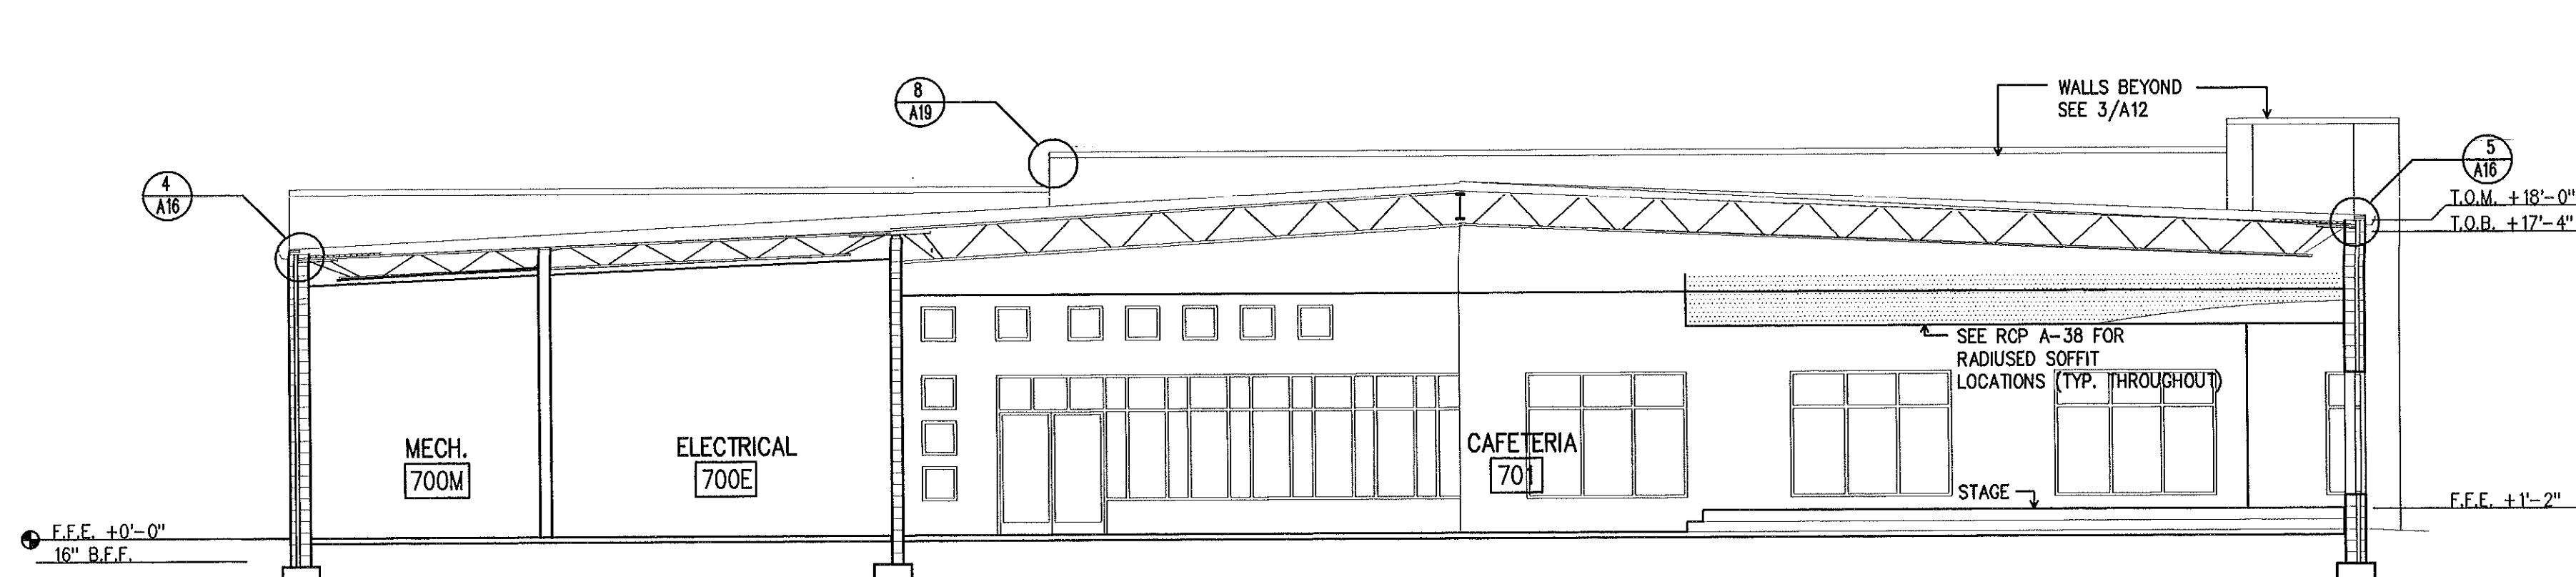 8
A19
WALLS BEYOND
SEE 3/A12
4
A16
5
A16
T.O.M. +18'-0"
T.O.B. +17'-4"
SEE RCP A-38 FOR
RADIUSED SOFFIT
LOCATIONS (TYP. THROUGHOUT)
MECH.
700M
ELECTRICAL
700E
CAFETERIA
701
STAGE
F.F.E. +1'-2"
F.F.E. +0'-0"
16" B.F.F.